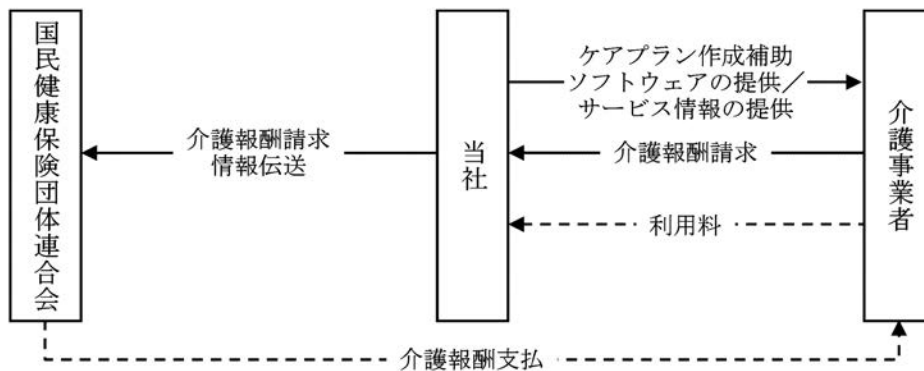 国民健康保険団体連合会
介護報酬請求
情報伝送
当社
ケアプラン作成補助
ソフトウェアの提供／
サービス情報の提供
介護報酬請求
利用料
介護事業者
介護報酬支払